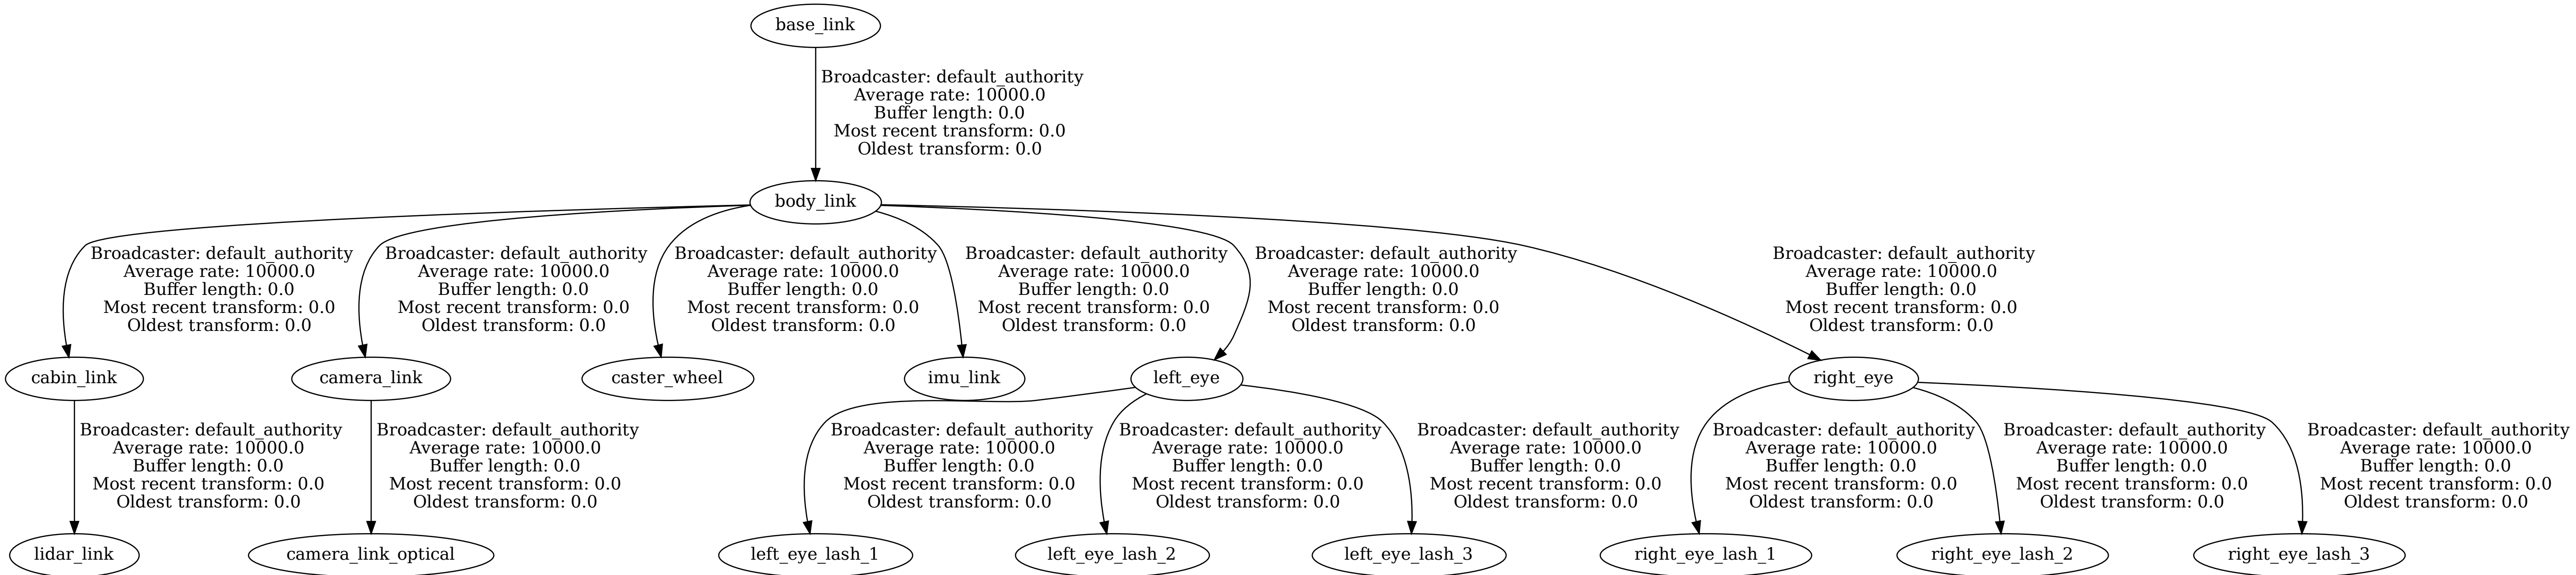 base_link
Broadcaster: default_authority
Average rate: 10000.0
Buffer length: 0.0
Most recent transform: 0.0
Oldest transform: 0.0
body_link
Broadcaster: default_authority
Average rate: 10000.0
Buffer length: 0.0
Most recent transform: 0.0
Oldest transform: 0.0
Broadcaster: default_authority
Average rate: 10000.0
Buffer length: 0.0
Most recent transform: 0.0
Oldest transform: 0.0
Broadcaster: default_authority
Average rate: 10000.0
Buffer length: 0.0
Most recent transform: 0.0
Oldest transform: 0.0
Broadcaster: default_authority
Average rate: 10000.0
Buffer length: 0.0
Most recent transform: 0.0
Oldest transform: 0.0
Broadcaster: default_authority
Average rate: 10000.0
Buffer length: 0.0
Most recent transform: 0.0
Oldest transform: 0.0
Broadcaster: default_authority
Average rate: 10000.0
Buffer length: 0.0
Most recent transform: 0.0
Oldest transform: 0.0
cabin_link
camera_link
caster_wheel
imu_link
left_eye
right_eye
Broadcaster: default_authority
Average rate: 10000.0
Buffer length: 0.0
Most recent transform: 0.0
Oldest transform: 0.0
Broadcaster: default_authority
Average rate: 10000.0
Buffer length: 0.0
Most recent transform: 0.0
Oldest transform: 0.0
Broadcaster: default_authority
Average rate: 10000.0
Buffer length: 0.0
Most recent transform: 0.0
Oldest transform: 0.0
Broadcaster: default_authority
Average rate: 10000.0
Buffer length: 0.0
Most recent transform: 0.0
Oldest transform: 0.0
Broadcaster: default_authority
Average rate: 10000.0
Buffer length: 0.0
Most recent transform: 0.0
Oldest transform: 0.0
Broadcaster: default_authority
Average rate: 10000.0
Buffer length: 0.0
Most recent transform: 0.0
Oldest transform: 0.0
Broadcaster: default_authority
Average rate: 10000.0
Buffer length: 0.0
Most recent transform: 0.0
Oldest transform: 0.0
Broadcaster: default_authority
Average rate: 10000.0
Buffer length: 0.0
Most recent transform: 0.0
Oldest transform: 0.0
lidar_link
camera_link_optical
left_eye_lash_1
left_eye_lash_2
left_eye_lash_3
right_eye_lash_1
right_eye_lash_2
right_eye_lash_3